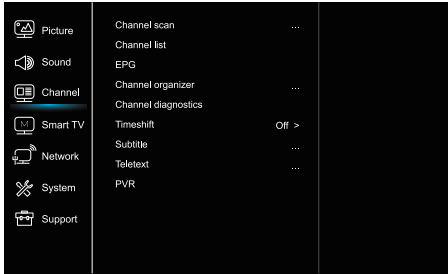 Picture
Sound
Channel
Smart TV
Network
System
Support
Channel scan ...
Channel list
EPG
Channel organizer ...
Channel diagnostics
Timeshift Off >
Subtitle ...
Teletext ...
PVR